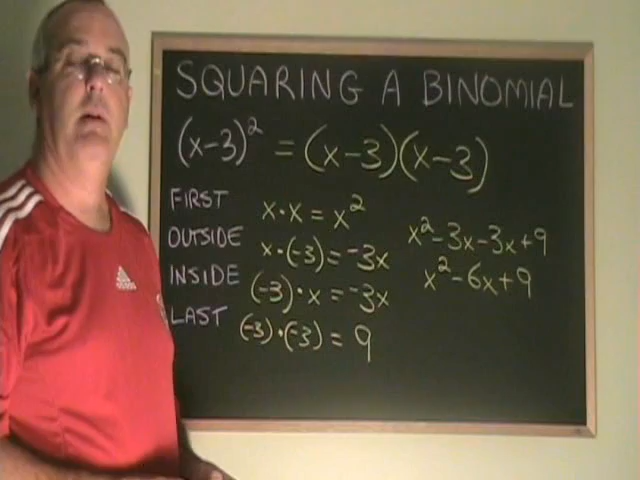 SQUARING A BINOMIAL
(x-3)² = (x-3)(x-3)
FIRST x·x = x²
OUTSIDE x·(-3) = -3x
INSIDE (-3)·x = -3x
LAST (-3)·(-3) = 9
x²-3x-3x+9
x²-6x+9